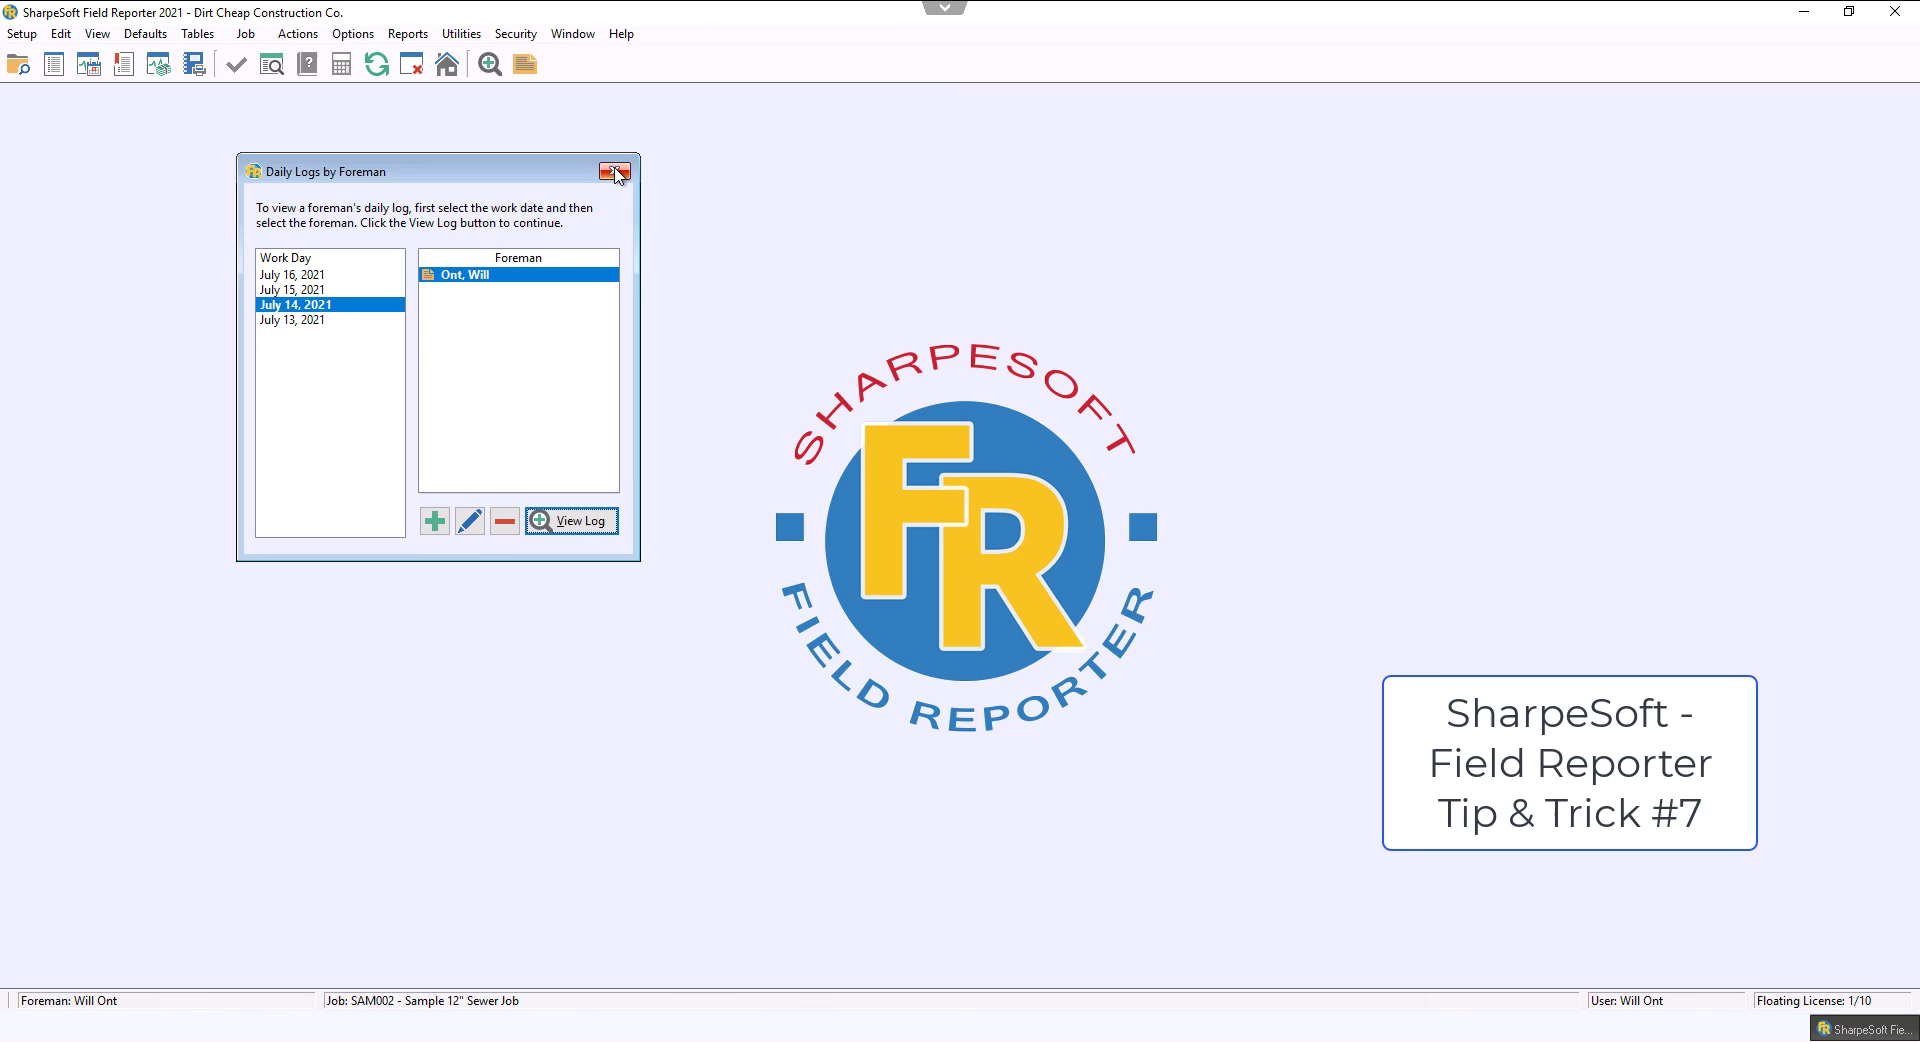 SharpeSoft Field Reporter 2021 - Dirt Cheap Construction Co.
Setup Edit View Defaults Tables Job Actions Options Reports Utilities Security Window Help
Daily Logs by Foreman
To view a foreman's daily log, first select the work date and then
select the foreman. Click the View Log button to continue.
Work Day
July 16, 2021
July 15, 2021
July 14, 2021
July 13, 2021
Foreman
Ont, Will
View Log
SHARPESOFT
FR
FIELD REPORTER
SharpeSoft -
Field Reporter
Tip & Trick #7
Foreman: Will Ont
Job: SAM002 - Sample 12" Sewer Job
User: Will Ont
Floating License: 1/10
SharpeSoft Fie...